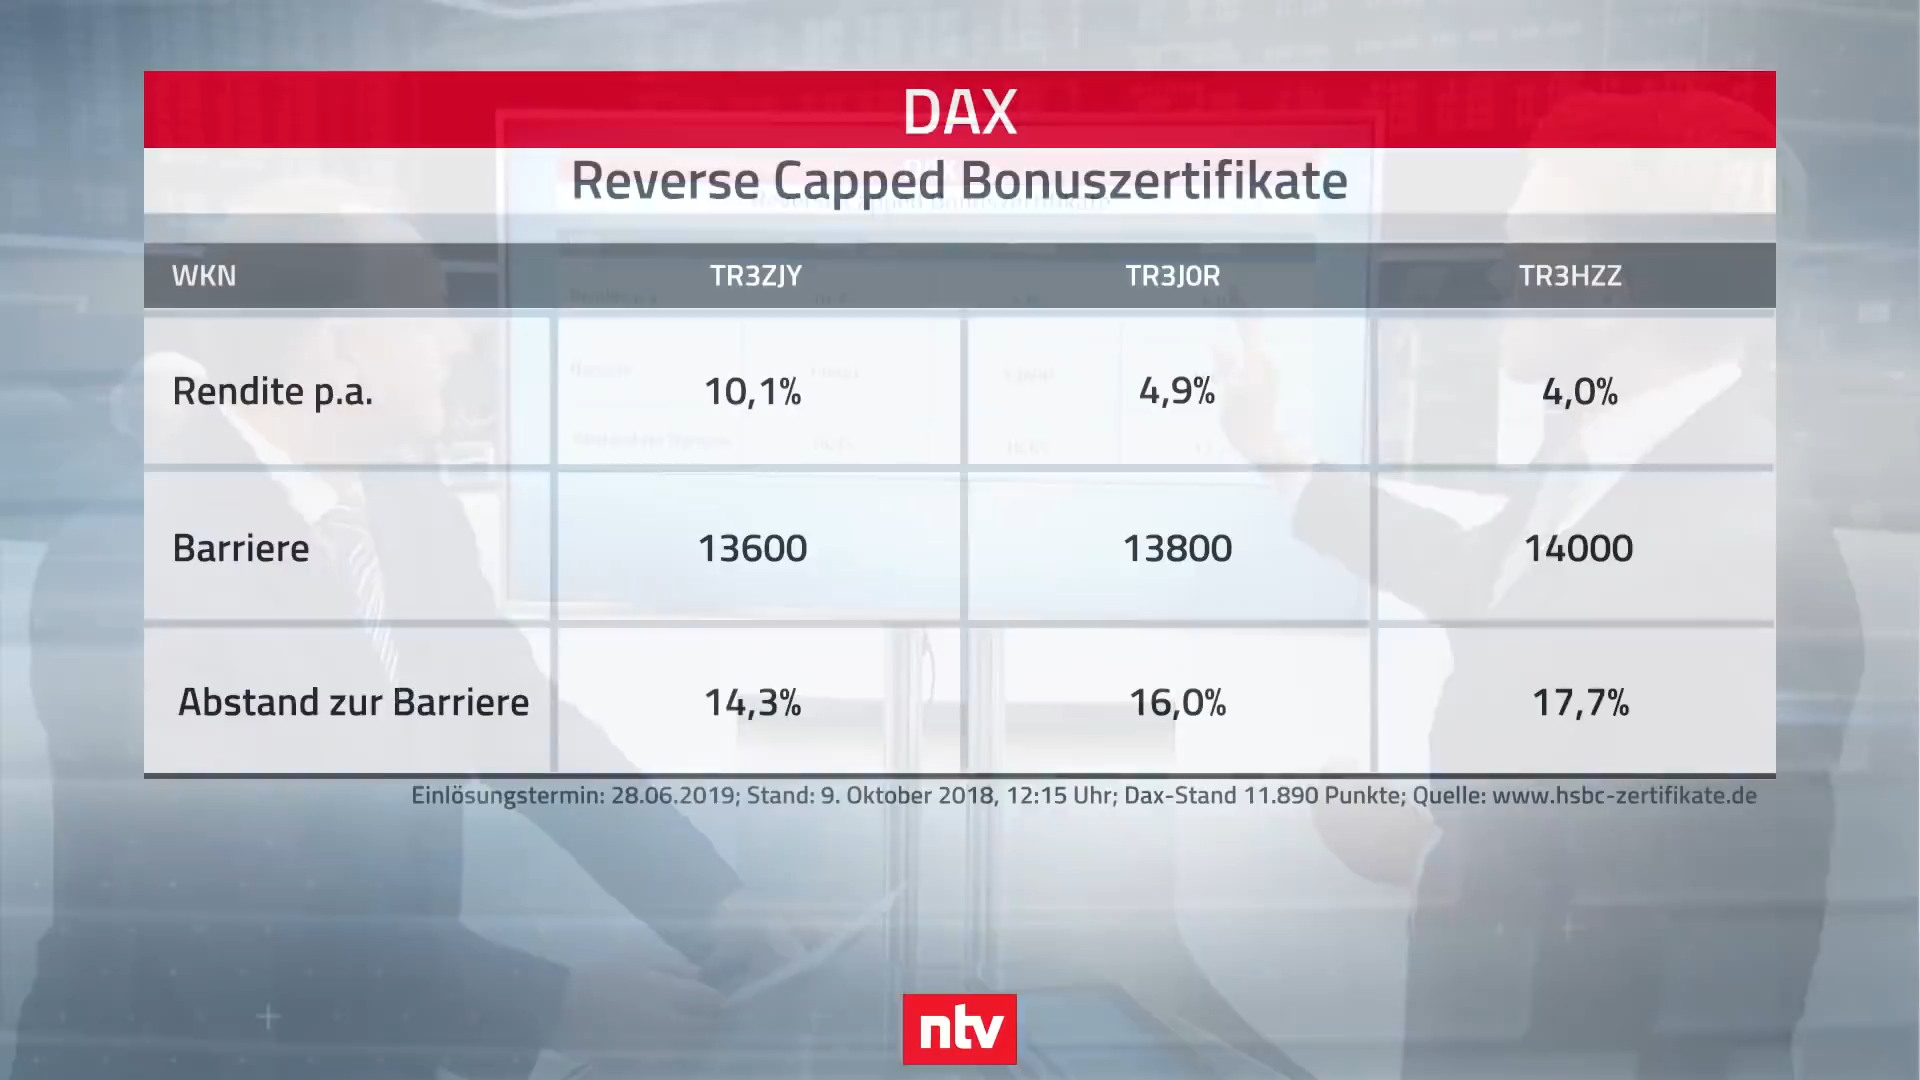 DAX
Reverse Capped Bonuszertifikate
WKN TR3ZJY TR3J0R TR3HZZ
Rendite p.a. 10,1% 4,9% 4,0%
Barriere 13600 13800 14000
Abstand zur Barriere 14,3% 16,0% 17,7%
Einlösungstermin: 28.06.2019; Stand: 9. Oktober 2018, 12:15 Uhr; Dax-Stand 11.890 Punkte; Quelle: www.hsbc-zertifikate.de
ntv